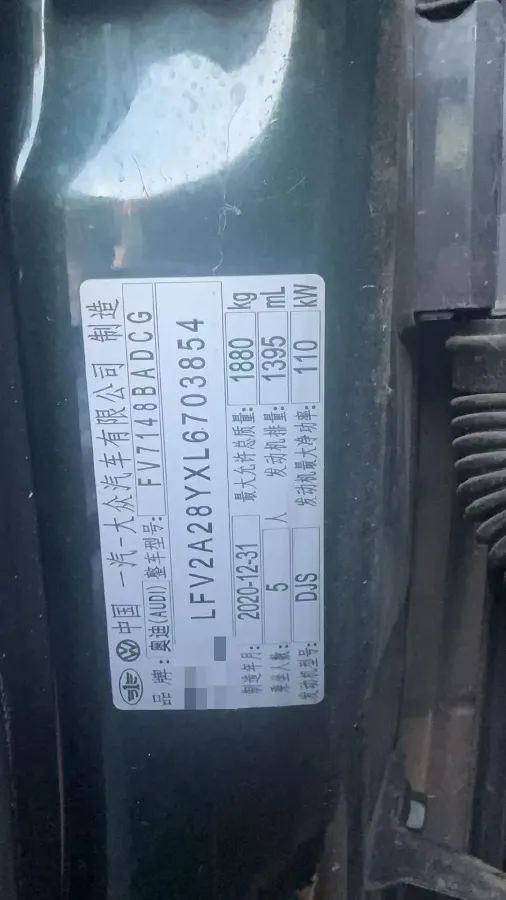 中国 一汽-大众汽车有限公司 制造
品 牌：奥迪(AUDI) 整车型号：FV7148BADCG
LFV2A28YXL6703854
制造年月：2020-12-31 最大允许总质量：1880 kg
乘坐人数：5 人 发动机排量：1395 mL
发动机型号：DJS 发动机最大净功率：110 kW